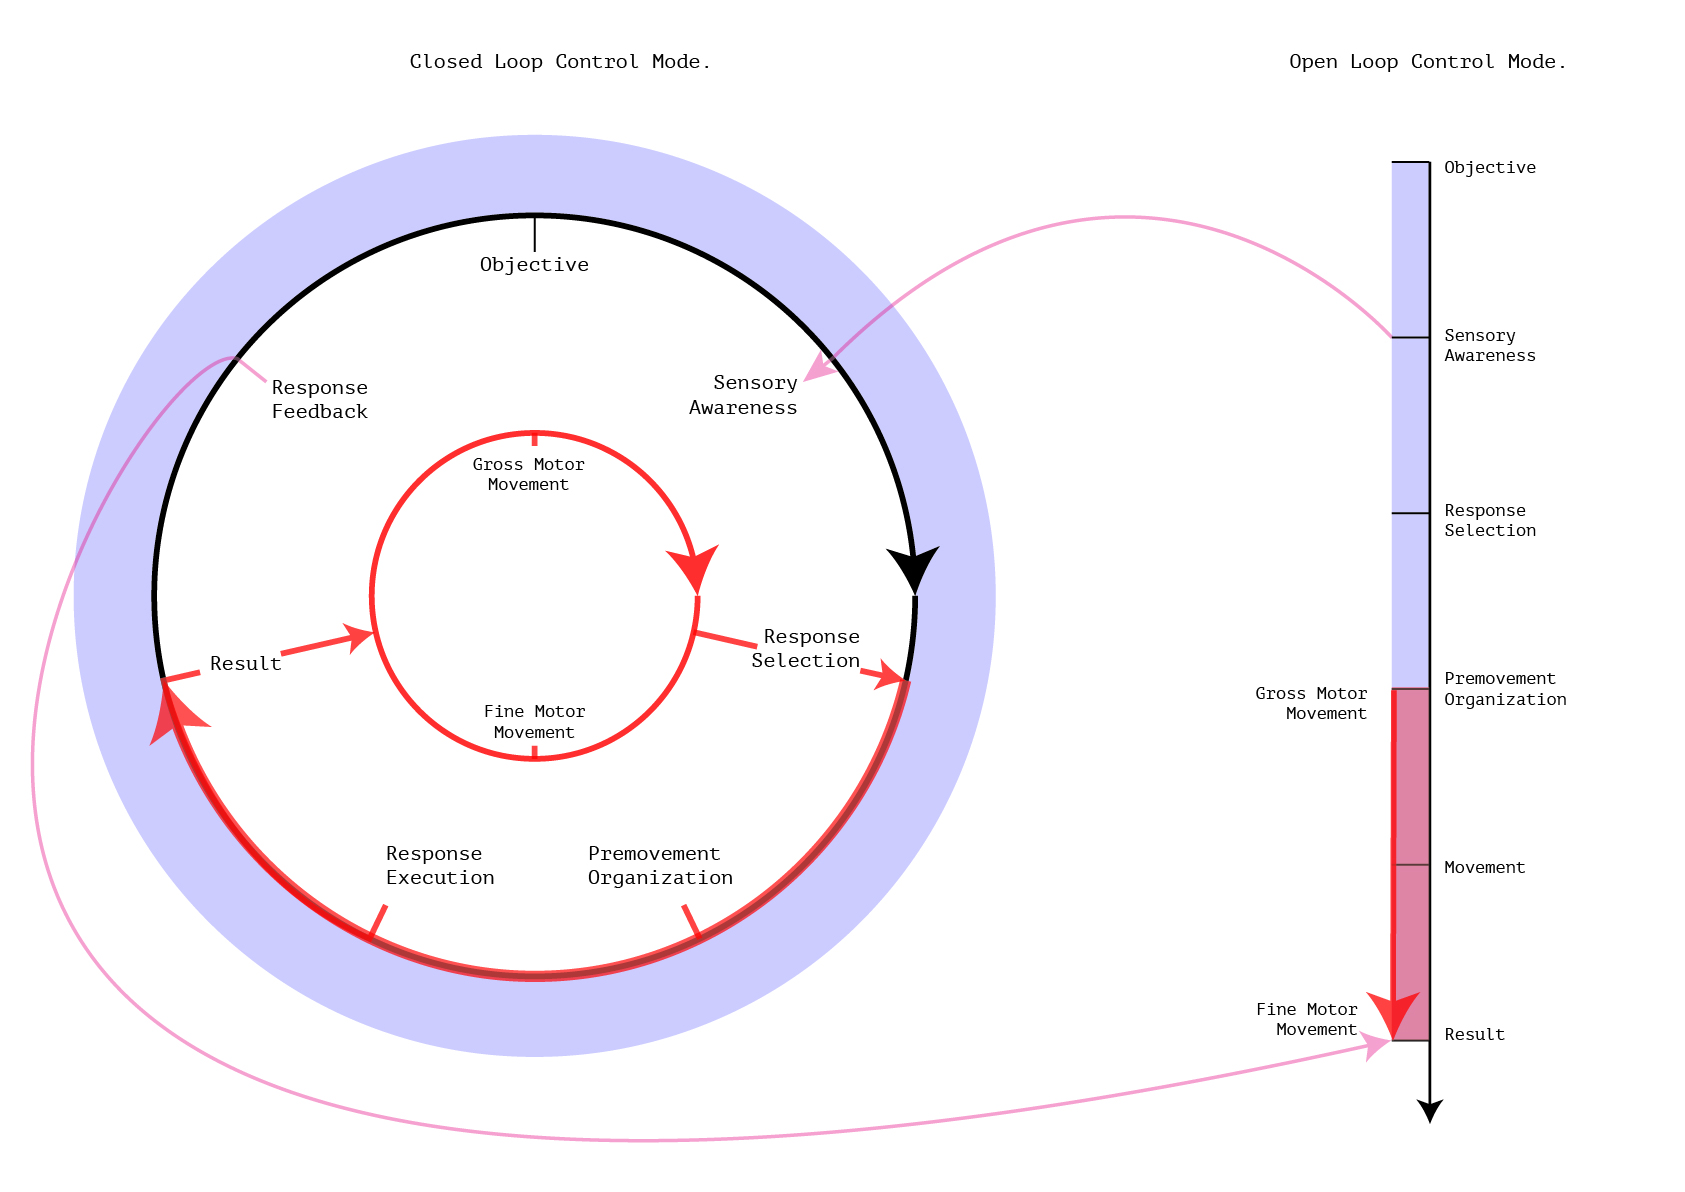 Closed Loop Control Mode.
Open Loop Control Mode.
Objective
Response
Feedback
Sensory
Awareness
Gross Motor
Movement
Response
Selection
Result
Fine Motor
Movement
Response
Execution
Premovement
Organization
Objective
Sensory
Awareness
Response
Selection
Premovement
Organization
Gross Motor
Movement
Movement
Fine Motor
Movement
Result